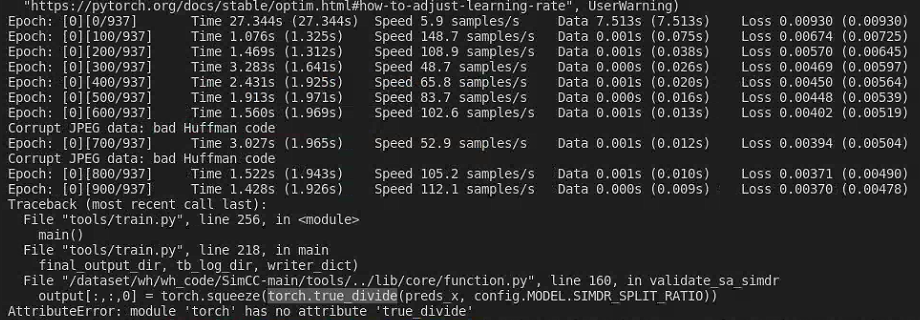 "https://pytorch.org/docs/stable/optim.html#how-to-adjust-learning-rate", UserWarning)
Epoch: [0][0/937] Time 27.344s (27.344s) Speed 5.9 samples/s Data 7.513s (7.513s) Loss 0.00930 (0.00930)
Epoch: [0][100/937] Time 1.076s (1.325s) Speed 148.7 samples/s Data 0.001s (0.075s) Loss 0.00674 (0.00725)
Epoch: [0][200/937] Time 1.469s (1.312s) Speed 108.9 samples/s Data 0.001s (0.038s) Loss 0.00570 (0.00645)
Epoch: [0][300/937] Time 3.283s (1.641s) Speed 48.7 samples/s Data 0.000s (0.026s) Loss 0.00469 (0.00597)
Epoch: [0][400/937] Time 2.431s (1.925s) Speed 65.8 samples/s Data 0.001s (0.020s) Loss 0.00450 (0.00564)
Epoch: [0][500/937] Time 1.913s (1.971s) Speed 83.7 samples/s Data 0.000s (0.016s) Loss 0.00448 (0.00539)
Epoch: [0][600/937] Time 1.560s (1.969s) Speed 102.6 samples/s Data 0.001s (0.013s) Loss 0.00402 (0.00519)
Corrupt JPEG data: bad Huffman code
Epoch: [0][700/937] Time 3.027s (1.965s) Speed 52.9 samples/s Data 0.001s (0.012s) Loss 0.00394 (0.00504)
Corrupt JPEG data: bad Huffman code
Epoch: [0][800/937] Time 1.522s (1.943s) Speed 105.2 samples/s Data 0.001s (0.010s) Loss 0.00371 (0.00490)
Epoch: [0][900/937] Time 1.428s (1.926s) Speed 112.1 samples/s Data 0.000s (0.009s) Loss 0.00370 (0.00478)
Traceback (most recent call last):
File "tools/train.py", line 256, in <module>
main()
File "tools/train.py", line 218, in main
final_output_dir, tb_log_dir, writer_dict)
File "/dataset/wh/wh_code/SimCC-main/tools/../lib/core/function.py", line 160, in validate_sa_simdr
output[:,:,0] = torch.squeeze(torch.true_divide(preds_x, config.MODEL.SIMDR_SPLIT_RATIO))
AttributeError: module 'torch' has no attribute 'true_divide'